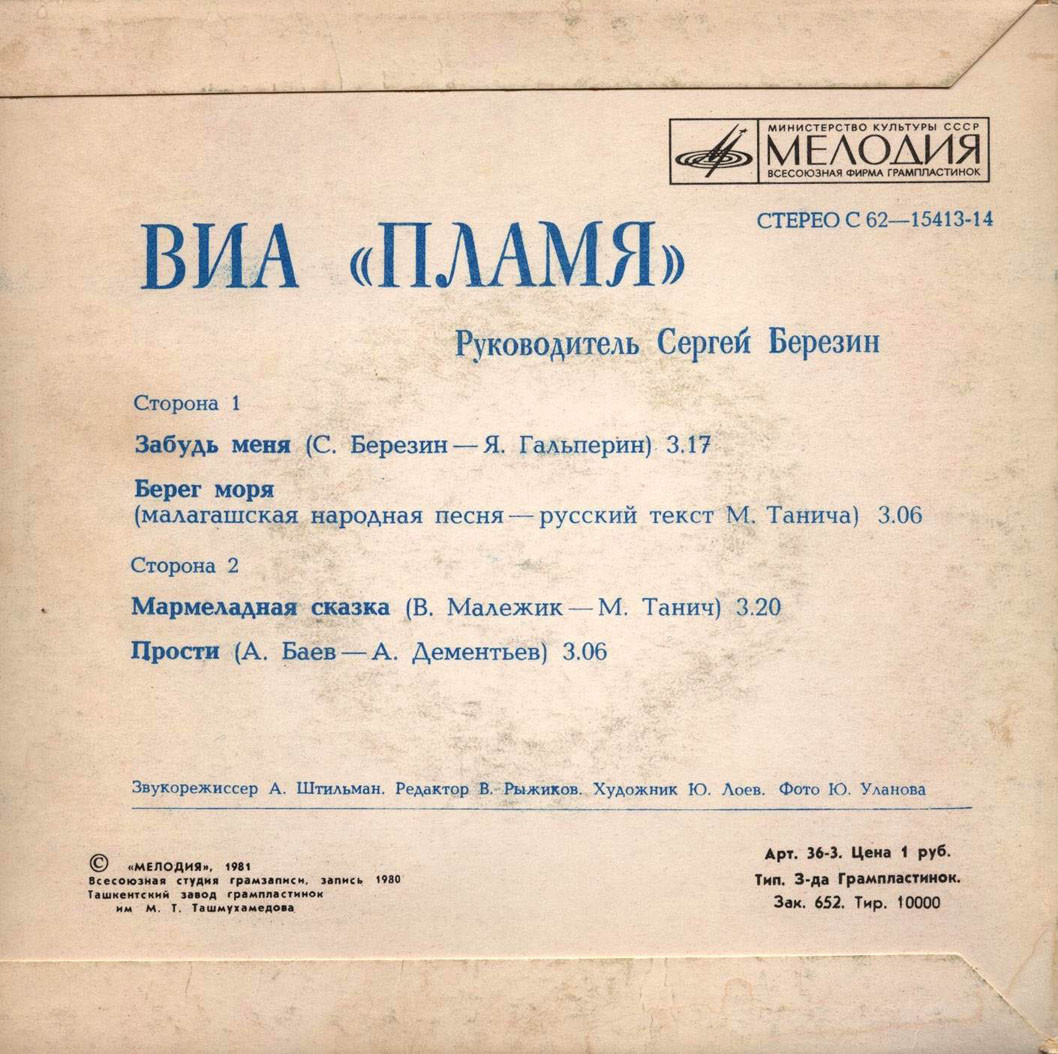 МИНИСТЕРСТВО КУЛЬТУРЫ СССР
МЕЛОДИЯ
ВСЕСОЮЗНАЯ ФИРМА ГРАМПЛАСТИНОК
СТЕРЕО С 62—15413-14
ВИА «ПЛАМЯ»
Руководитель Сергей Березин
Сторона 1
Забудь меня (С. Березин — Я. Гальперин) 3.17
Берег моря
(малагашская народная песня — русский текст М. Танича) 3.06
Сторона 2
Мармеладная сказка (В. Малежик — М. Танич) 3.20
Прости (А. Баев — А. Дементьев) 3.06
Звукорежиссер А. Штильман. Редактор В. Рыжиков. Художник Ю. Лоев. Фото Ю. Уланова
© «МЕЛОДИЯ», 1981
Всесоюзная студия грамзаписи, запись 1980
Ташкентский завод грампластинок
им М. Т. Ташмухамедова
Арт. 36-3. Цена 1 руб.
Тип. З-да Грампластинок.
Зак. 652. Тир. 10000